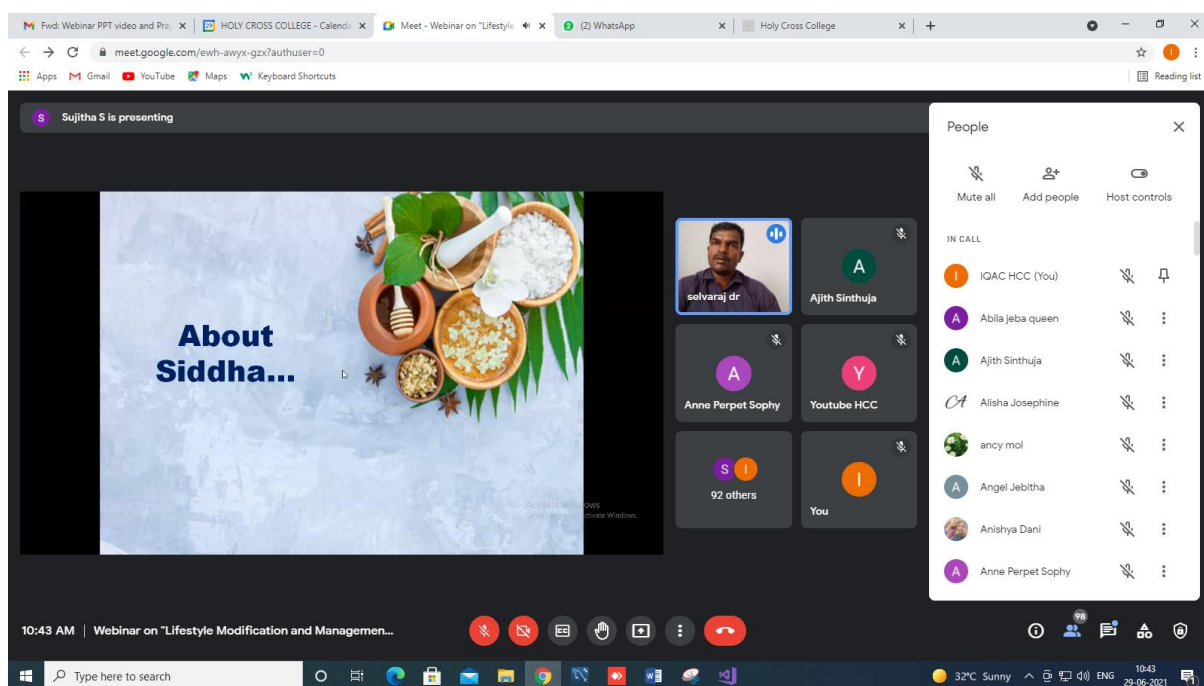 Fwd: Webinar PPT video and Pra
HOLY CROSS COLLEGE - Calenda
Meet - Webinar on "Lifestyle
(2) WhatsApp
Holy Cross College
meet.google.com/ewh-awyx-gzx?authuser=0
Apps Gmail YouTube Maps Keyboard Shortcuts Reading list
S Sujitha S is presenting
About
Siddha...
Activate Windows
selvaraj dr
A
Ajith Sinthuja
A
Anne Perpet Sophy
Y
Youtube HCC
S I
92 others
I
You
People
Mute all Add people Host controls
IN CALL
I IQAC HCC (You)
A Abila jeba queen
A Ajith Sinthuja
CA Alisha Josephine
ancy mol
A Angel Jebitha
Anishya Dani
A Anne Perpet Sophy
10:43 AM | Webinar on "Lifestyle Modification and Managemen...
CC
98
Type here to search
32°C Sunny ENG 10:43
29-06-2021